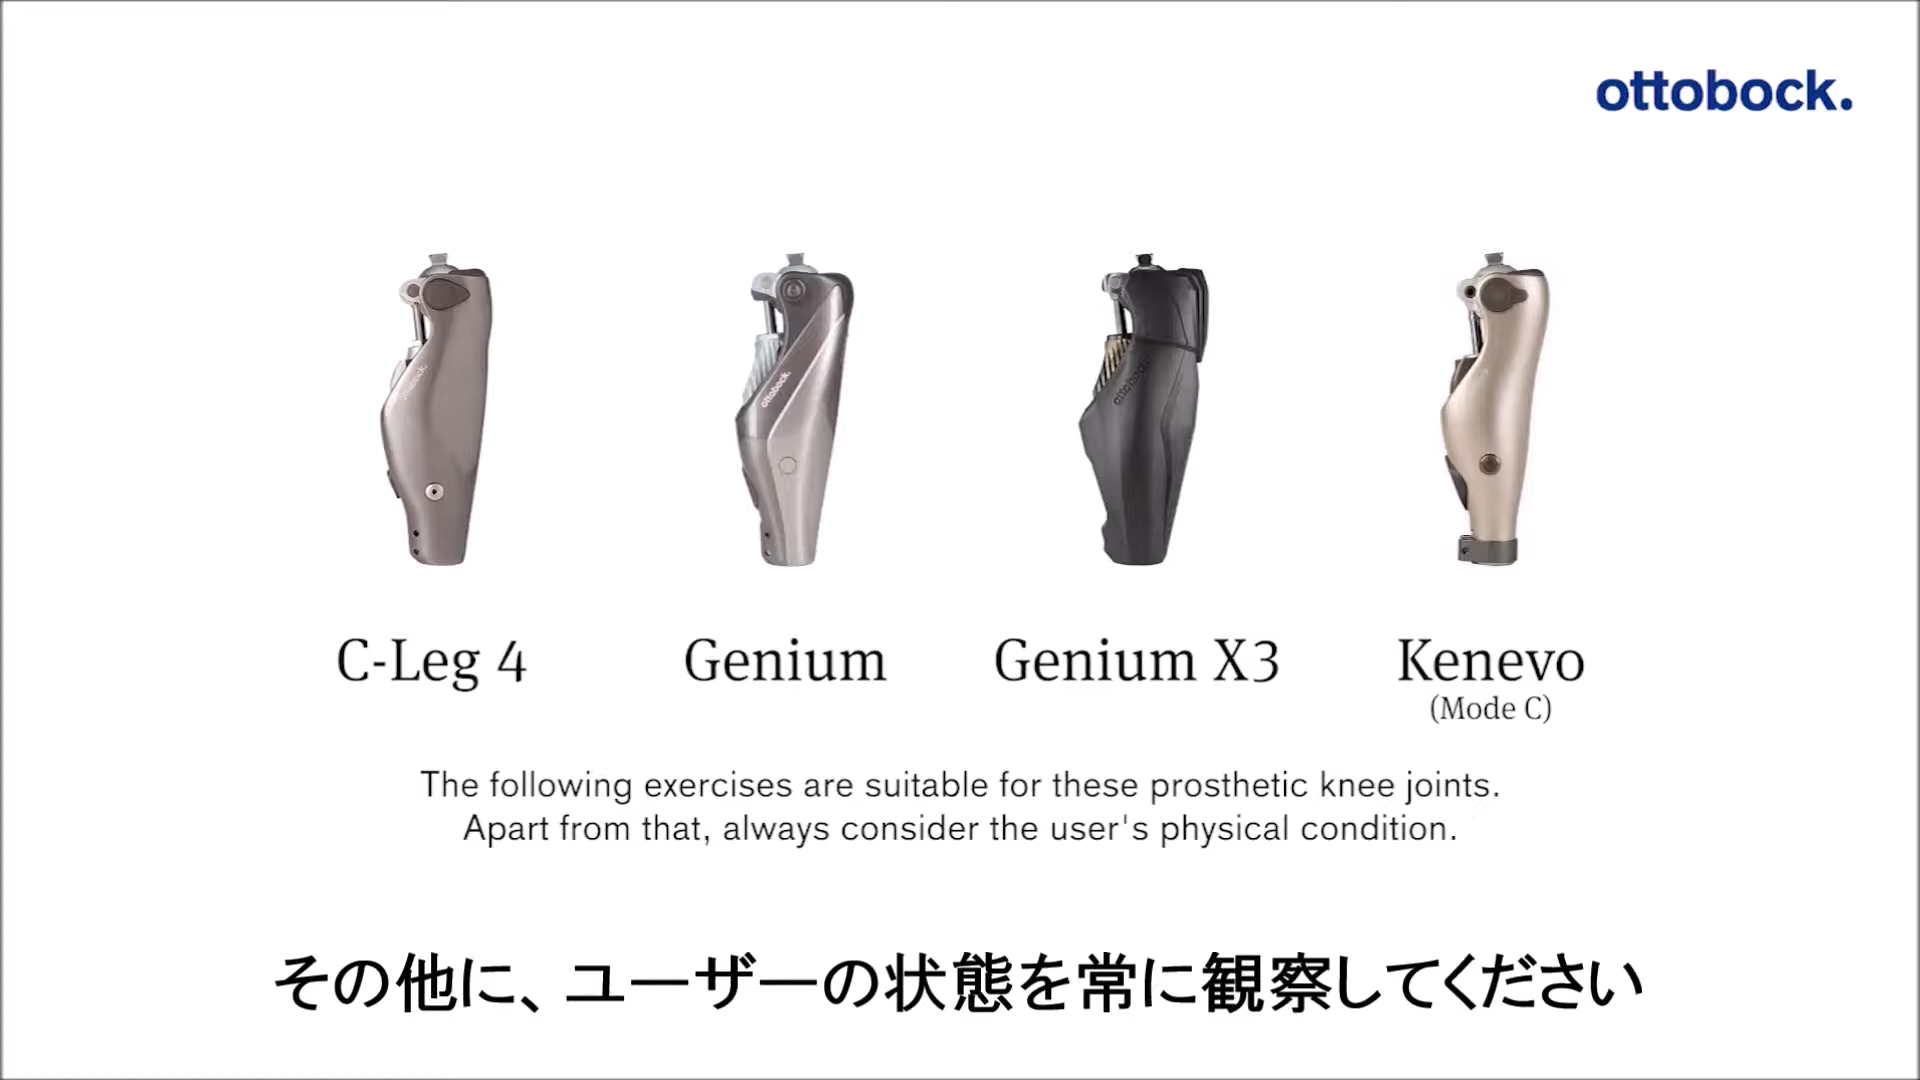 ottobock.
ottobock.
ottobock.
C-Leg 4
Genium
Genium X3
Kenevo
(Mode C)
The following exercises are suitable for these prosthetic knee joints.
Apart from that, always consider the user's physical condition.
その他に、ユーザーの状態を常に観察してください